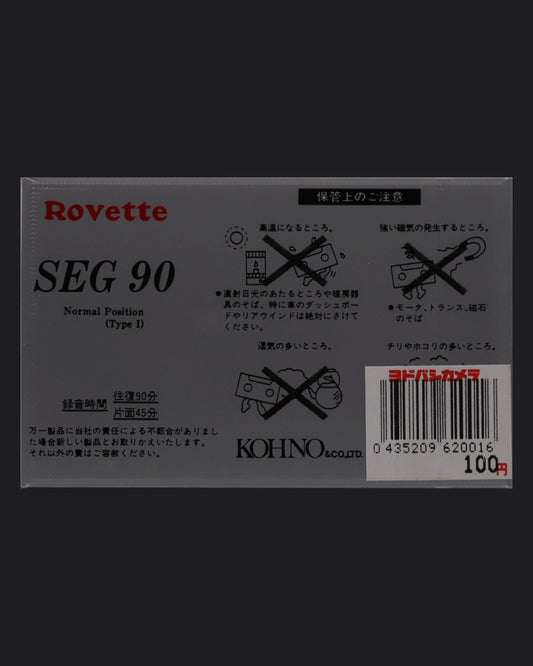 Rovette
SEG 90
Normal Position
(Type I)
録音時間 往復90分
片面45分
万一製品に当社の責任による不都合がありまし
た場合新しい製品とお取りかえいたします。
それ以外の責はご容赦ください。
保管上のご注意
高温になるところ。
●直射日光のあたるところや暖房器
具のそば、特に車のダッシュボー
ドやリアウインドは絶対にさけて
ください。
強い磁気の発生するところ。
●モータ、トランス、磁石
のそば
湿気の多いところ。
チリやホコリの多いところ。
KOHNO &CO.,LTD.
ヨドバシカメラ
0 435209 620016
100円